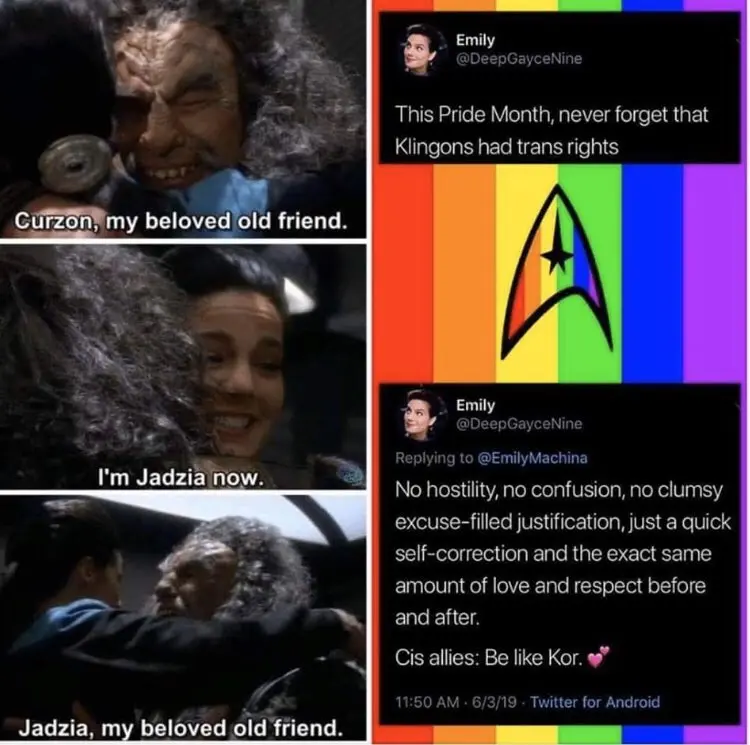 Curzon, my beloved old friend.
I'm Jadzia now.
Jadzia, my beloved old friend.
Emily
@DeepGayceNine
This Pride Month, never forget that
Klingons had trans rights
Emily
@DeepGayceNine
Replying to @EmilyMachina
No hostility, no confusion, no clumsy
excuse-filled justification, just a quick
self-correction and the exact same
amount of love and respect before
and after.
Cis allies: Be like Kor. 💕
11:50 AM · 6/3/19 · Twitter for Android